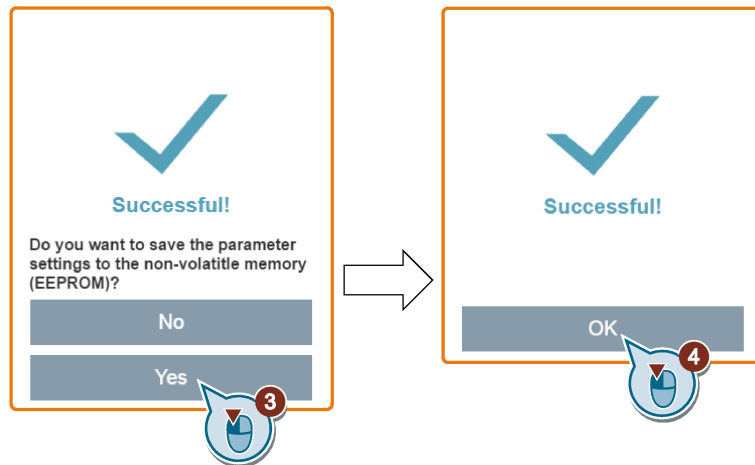 Successful!
Do you want to save the parameter
settings to the non-volatitle memory
(EEPROM)?
No
Yes
3
Successful!
OK
4